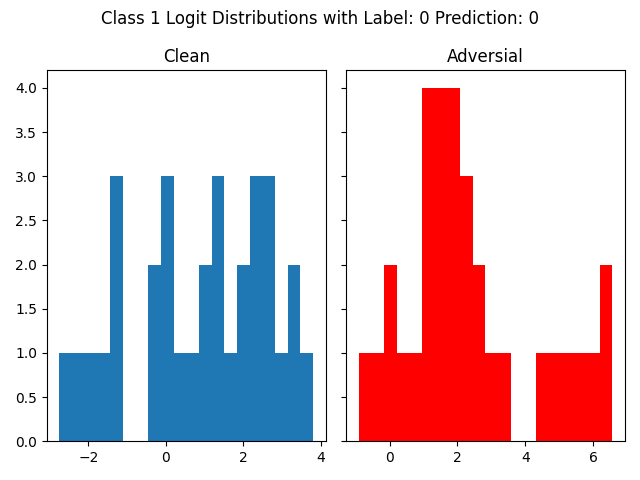 Class 1 Logit Distributions with Label: 0 Prediction: 0
Clean
Adversial
4.0
3.5
3.0
2.5
2.0
1.5
1.0
0.5
0.0
−2 0 2 4
0 2 4 6